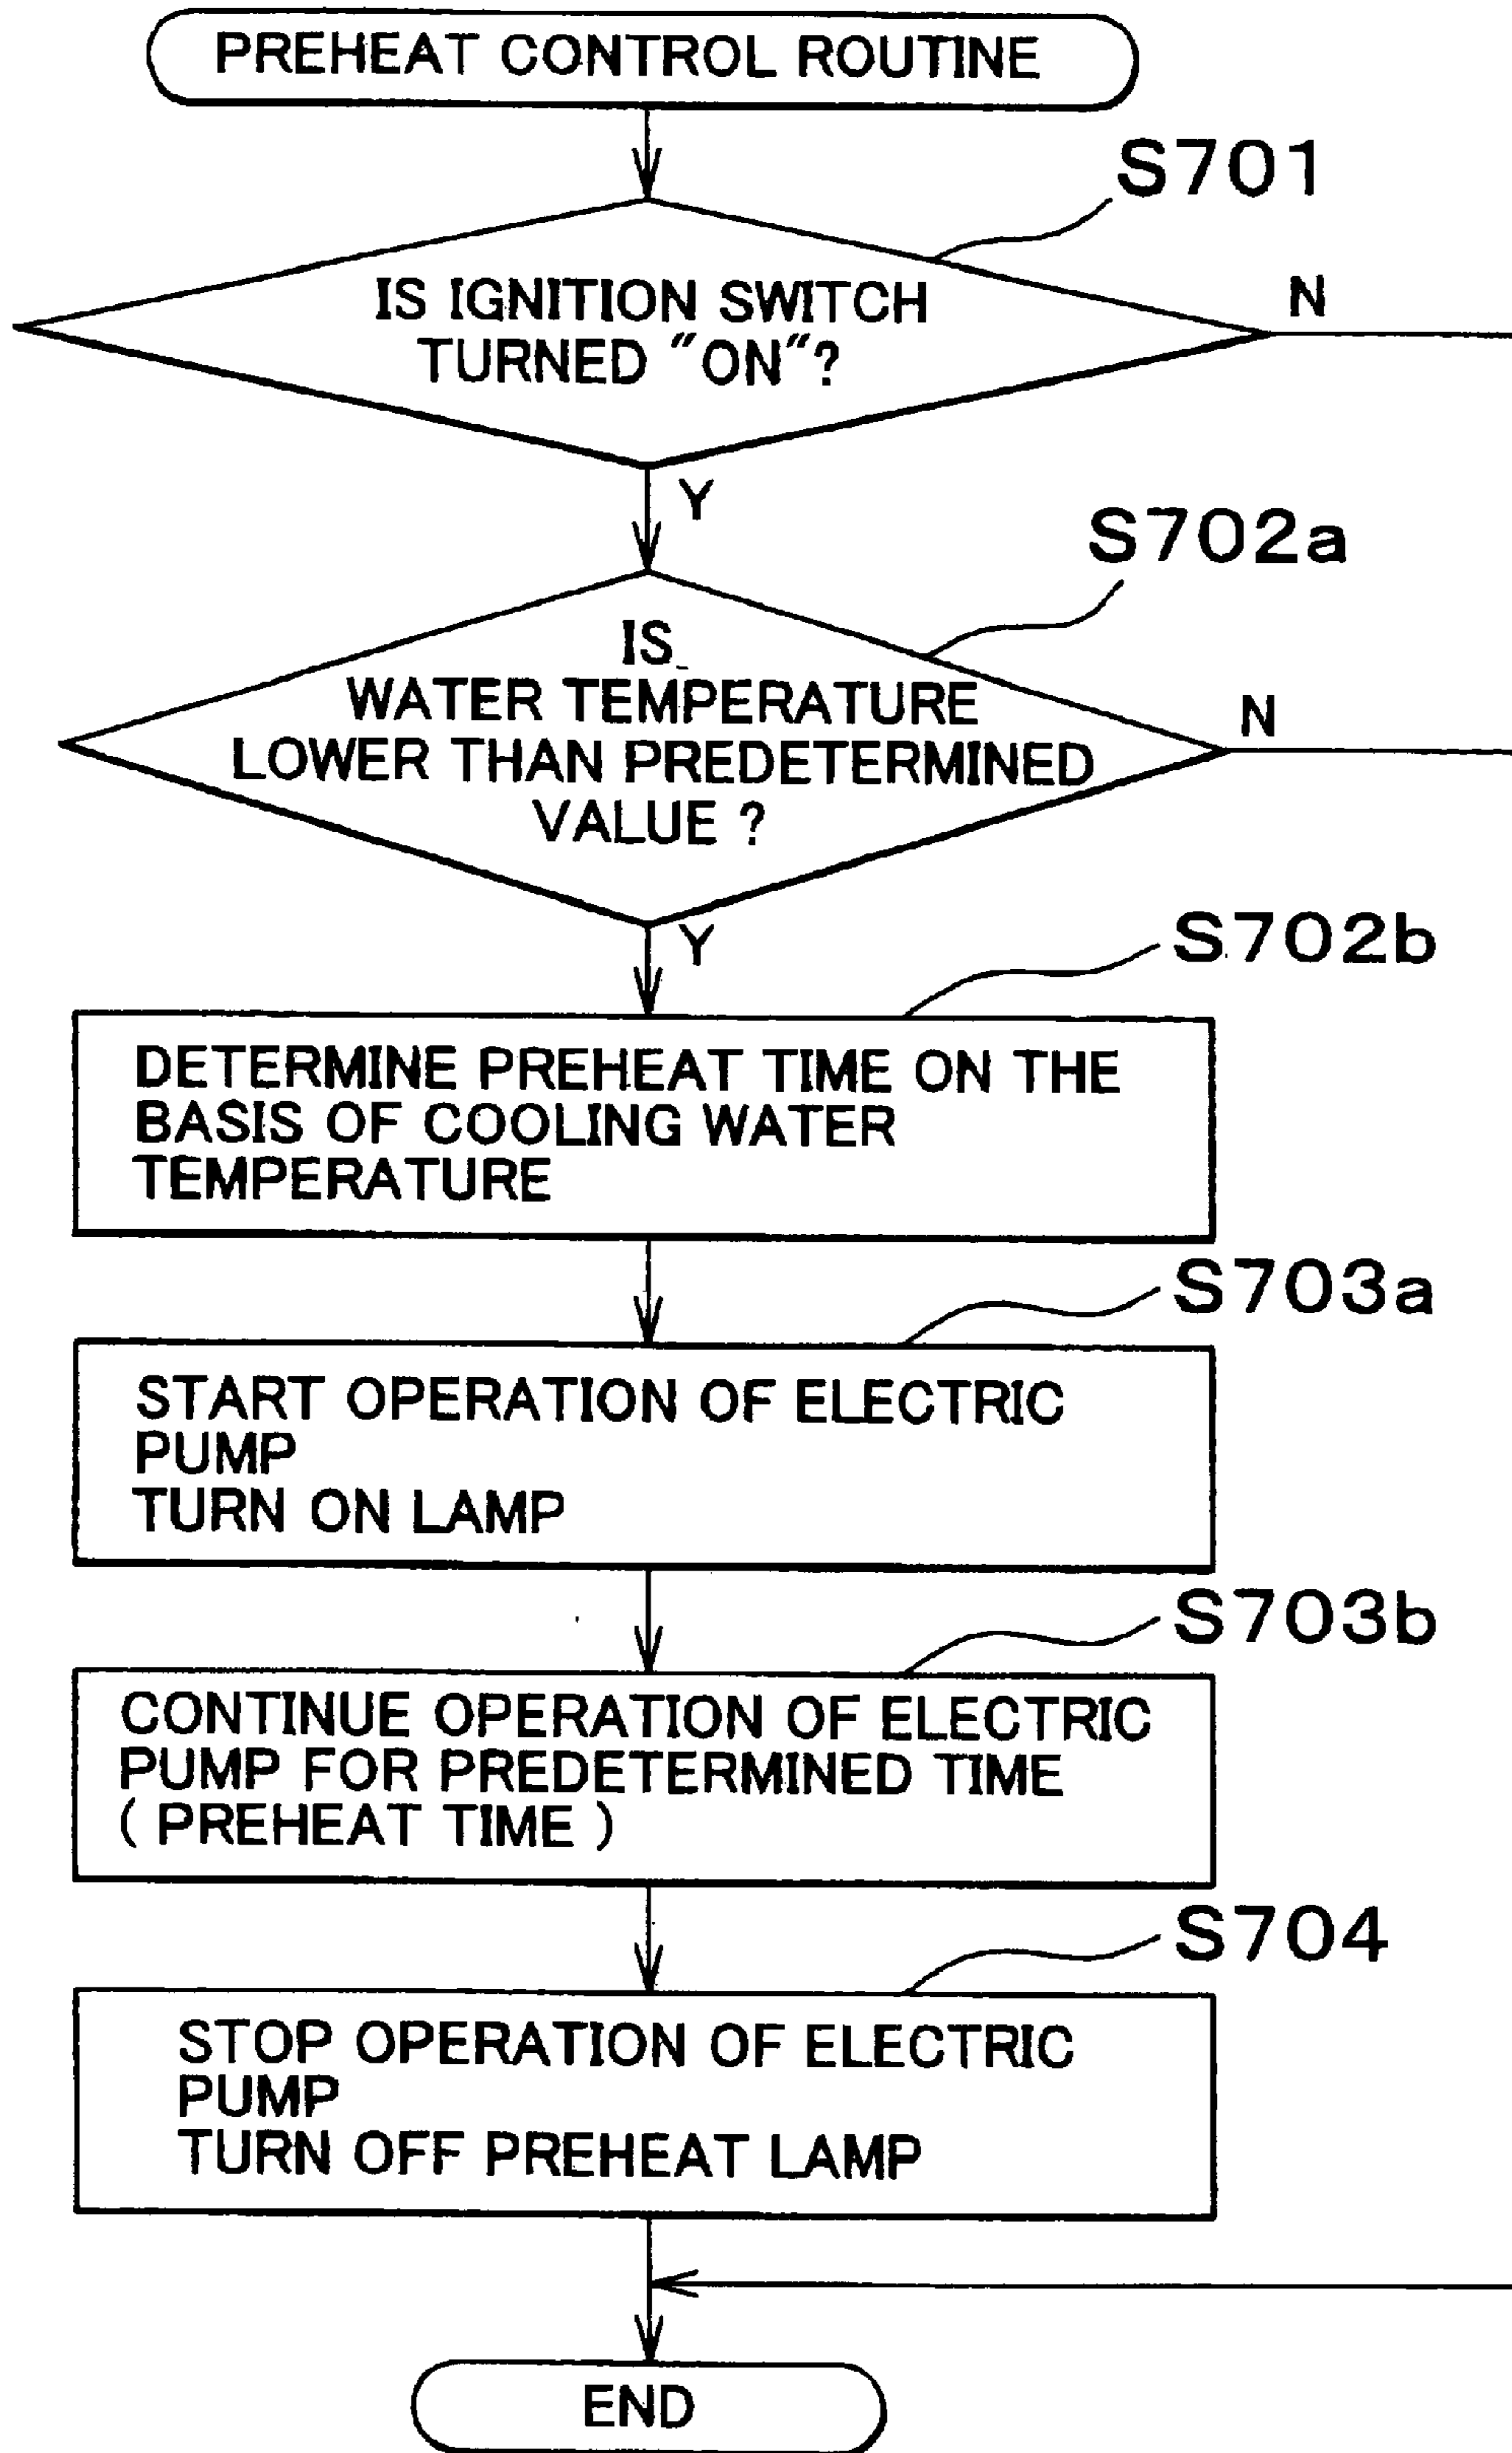 PREHEAT CONTROL ROUTINE
S701
IS IGNITION SWITCH
TURNED "ON"?
N
Y
S702a
IS
WATER TEMPERATURE
LOWER THAN PREDETERMINED
VALUE ?
N
Y
S702b
DETERMINE PREHEAT TIME ON THE
BASIS OF COOLING WATER
TEMPERATURE
S703a
START OPERATION OF ELECTRIC
PUMP
TURN ON LAMP
S703b
CONTINUE OPERATION OF ELECTRIC
PUMP FOR PREDETERMINED TIME
( PREHEAT TIME )
S704
STOP OPERATION OF ELECTRIC
PUMP
TURN OFF PREHEAT LAMP
END